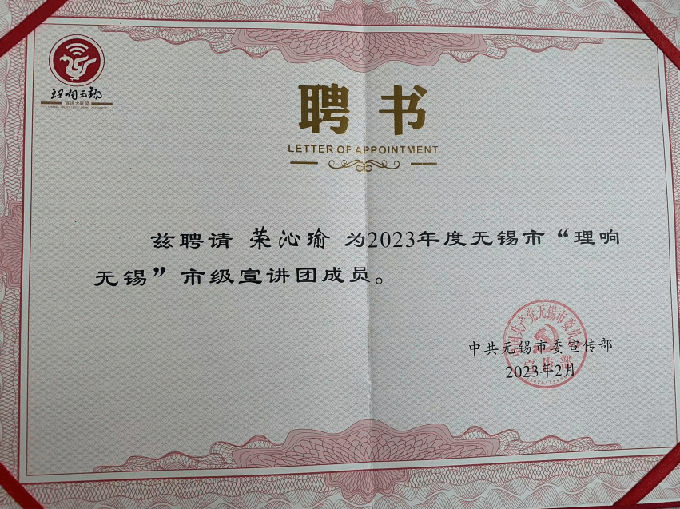 理响无锡
聘书
LETTER OF APPOINTMENT
兹聘请 荣沁瑜 为2023年度无锡市“理响
无锡”市级宣讲团成员。
中共无锡市委宣传部
2023年2月